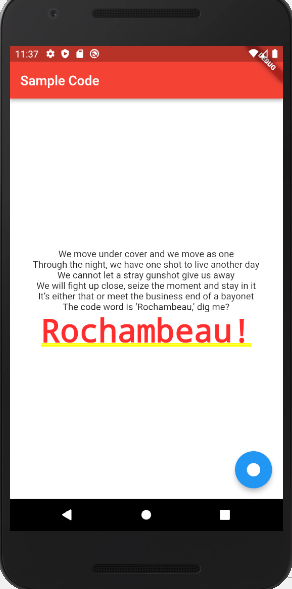 11:37
DEBUG
Sample Code
We move under cover and we move as one
Through the night, we have one shot to live another day
We cannot let a stray gunshot give us away
We will fight up close, seize the moment and stay in it
It's either that or meet the business end of a bayonet
The code word is 'Rochambeau,' dig me?
Rochambeau!